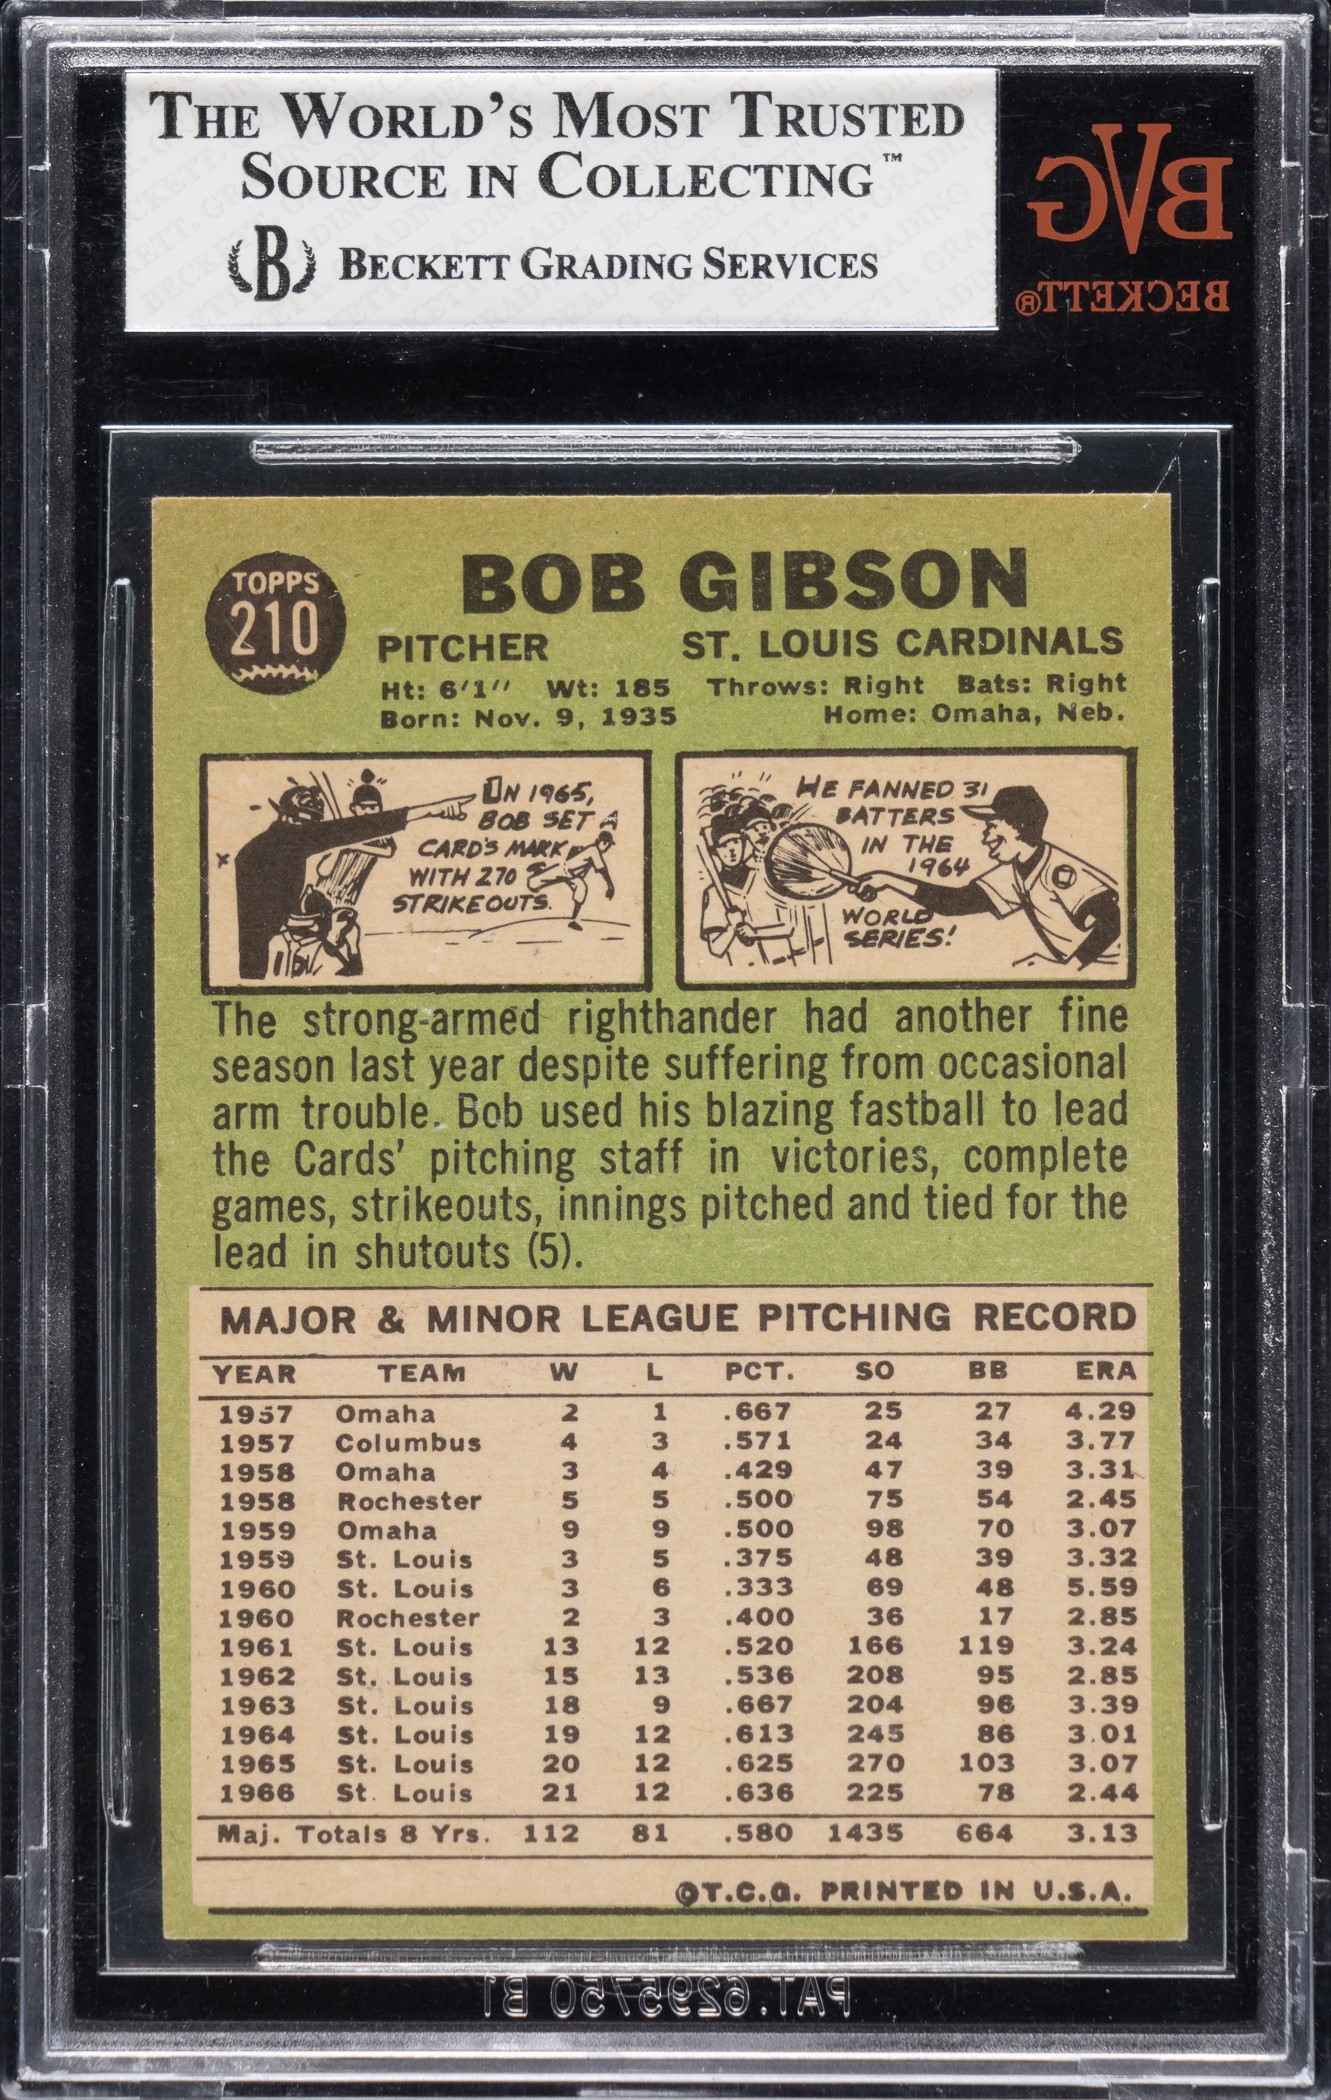 THE WORLD'S MOST TRUSTED
SOURCE IN COLLECTING™
B BECKETT GRADING SERVICES
BVG
BECKETT®
TOPPS
210
BOB GIBSON
PITCHER ST. LOUIS CARDINALS
Ht: 6'1" Wt: 185 Throws: Right Bats: Right
Born: Nov. 9, 1935 Home: Omaha, Neb.
IN 1965,
BOB SET A
CARD'S MARK
WITH 270
STRIKEOUTS.
HE FANNED 31
BATTERS
IN THE
1964
WORLD
SERIES!
The strong-armed righthander had another fine
season last year despite suffering from occasional
arm trouble. Bob used his blazing fastball to lead
the Cards' pitching staff in victories, complete
games, strikeouts, innings pitched and tied for the
lead in shutouts (5).
MAJOR & MINOR LEAGUE PITCHING RECORD
YEAR TEAM W L PCT. SO BB ERA
1957 Omaha 2 1 .667 25 27 4.29
1957 Columbus 4 3 .571 24 34 3.77
1958 Omaha 3 4 .429 47 39 3.31
1958 Rochester 5 5 .500 75 54 2.45
1959 Omaha 9 9 .500 98 70 3.07
1959 St. Louis 3 5 .375 48 39 3.32
1960 St. Louis 3 6 .333 69 48 5.59
1960 Rochester 2 3 .400 36 17 2.85
1961 St. Louis 13 12 .520 166 119 3.24
1962 St. Louis 15 13 .536 208 95 2.85
1963 St. Louis 18 9 .667 204 96 3.39
1964 St. Louis 19 12 .613 245 86 3.01
1965 St. Louis 20 12 .625 270 103 3.07
1966 St. Louis 21 12 .636 225 78 2.44
Maj. Totals 8 Yrs. 112 81 .580 1435 664 3.13
©T.C.G. PRINTED IN U.S.A.
PAT. 6295750 B1